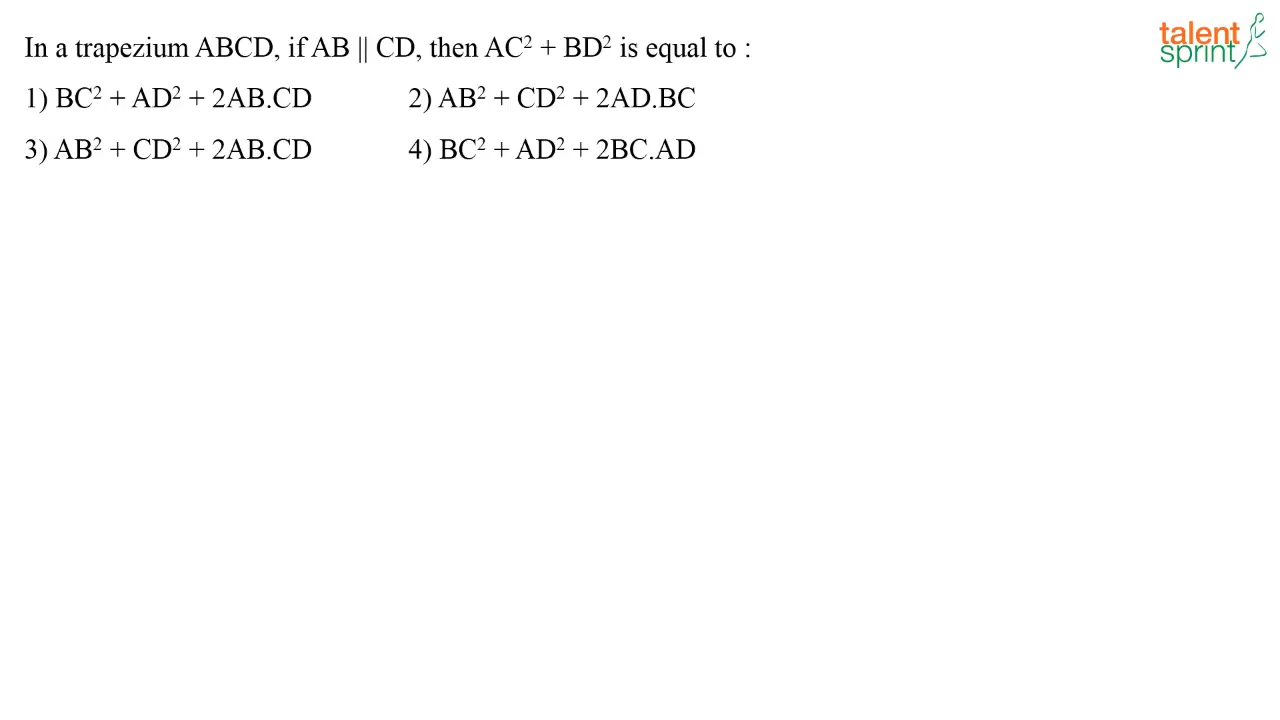 In a trapezium ABCD, if AB || CD, then AC² + BD² is equal to :
1) BC² + AD² + 2AB.CD 2) AB² + CD² + 2AD.BC
3) AB² + CD² + 2AB.CD 4) BC² + AD² + 2BC.AD
talent
sprint